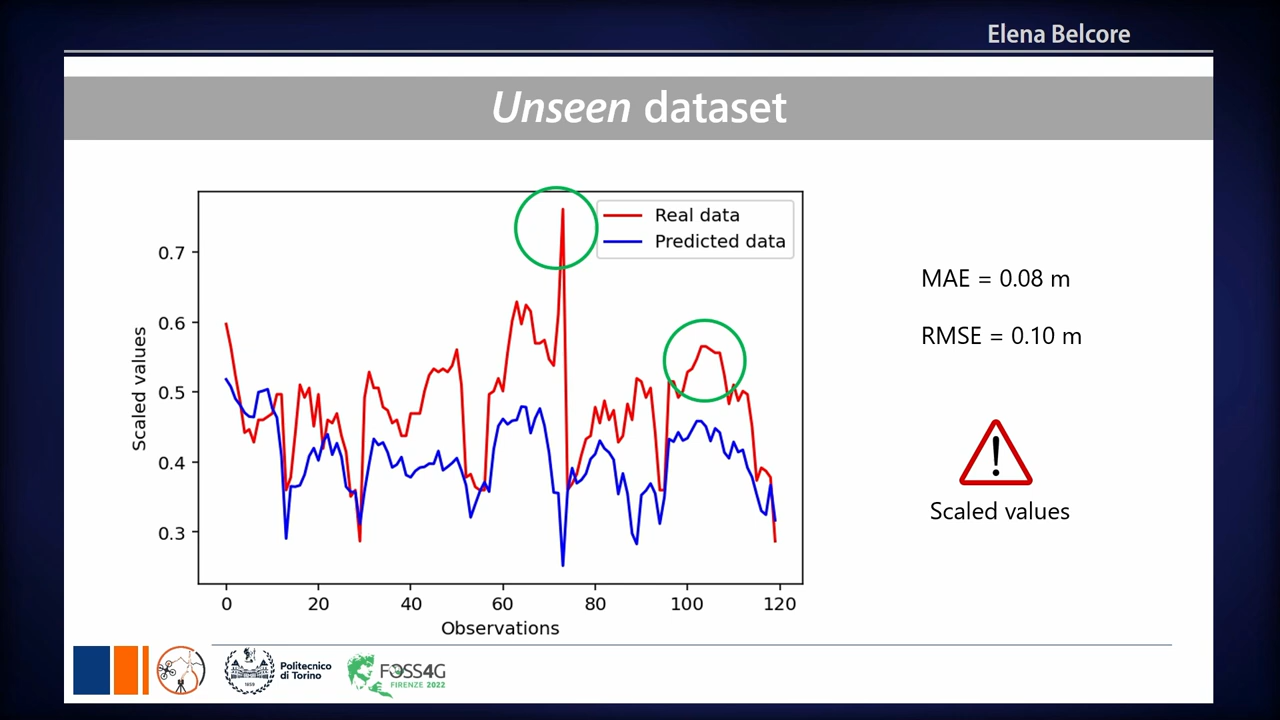 Elena Belcore
Unseen dataset
Real data
Predicted data
0.7
0.6
0.5
0.4
0.3
Scaled values
0 20 40 60 80 100 120
Observations
MAE = 0.08 m
RMSE = 0.10 m
!
Scaled values
Politecnico
di Torino
1859
FOSS4G
FIRENZE 2022